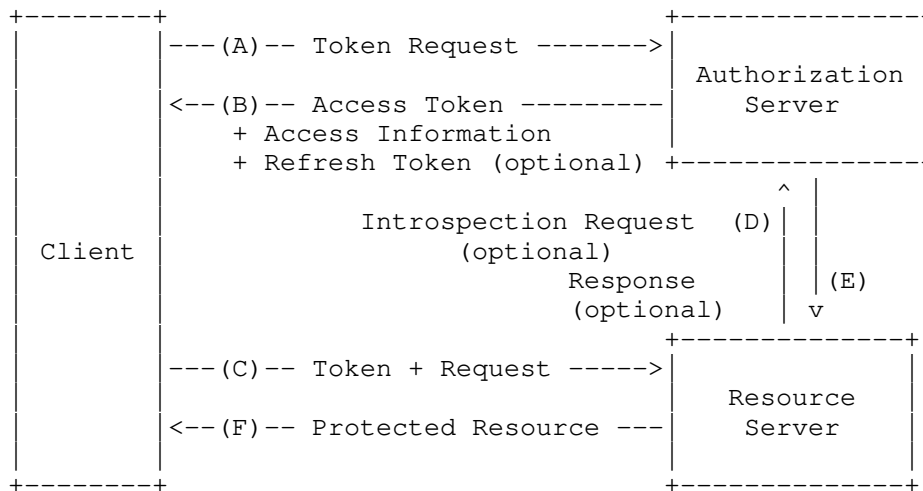 ---(A)-- Token Request ------->
Authorization
<--(B)-- Access Token ---------
Server
+ Access Information
+ Refresh Token (optional)
Introspection Request (D)
Client
(optional)
Response (E)
(optional)
---(C)-- Token + Request ----->
Resource
<--(F)-- Protected Resource ---
Server